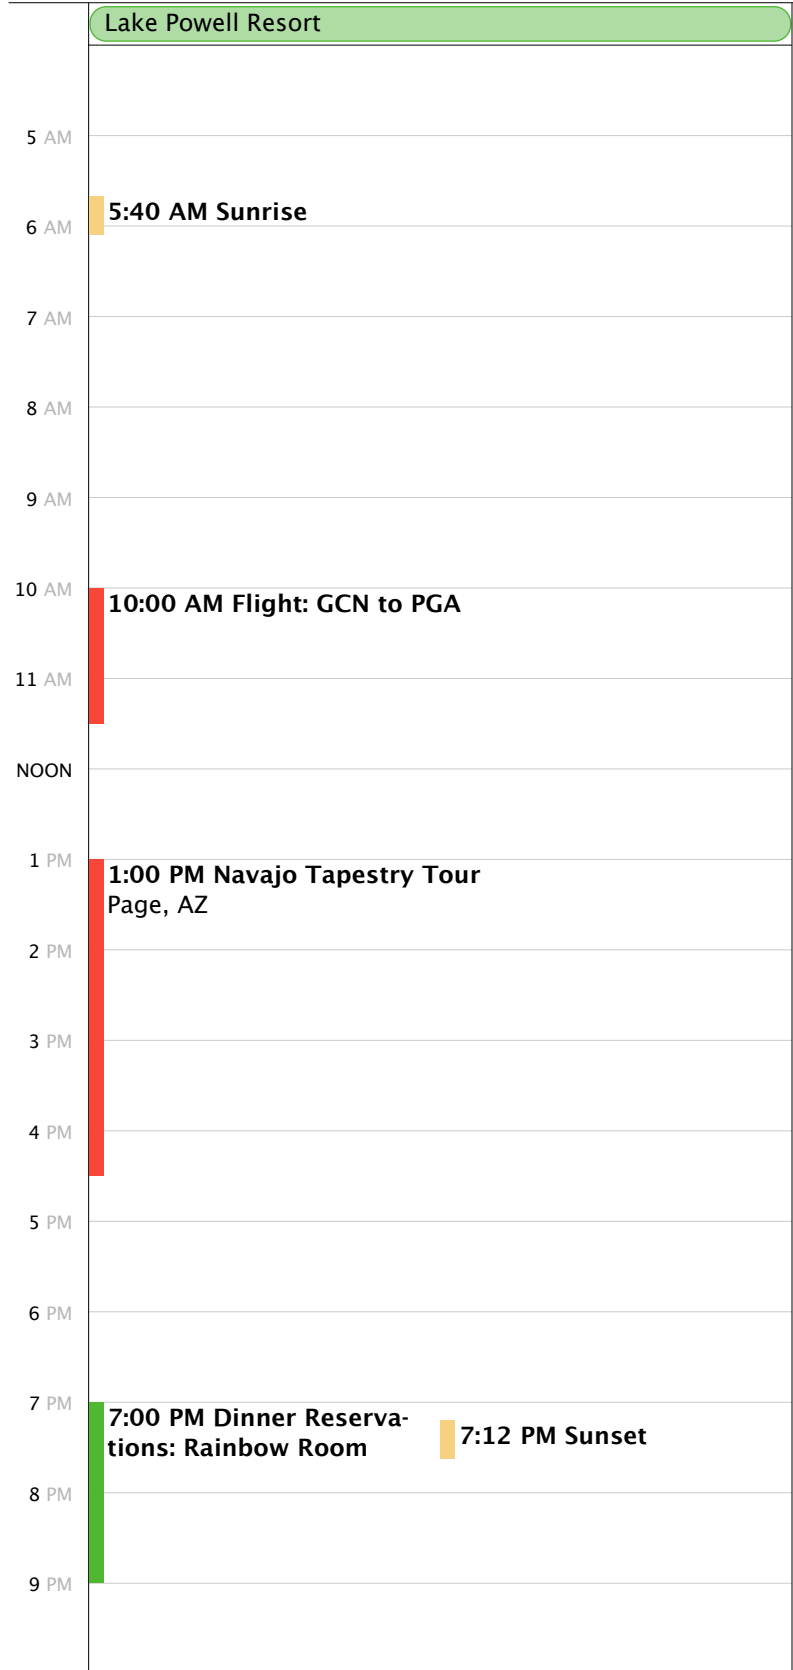 Lake Powell Resort
5 AM
5:40 AM Sunrise
6 AM
7 AM
8 AM
9 AM
10 AM
10:00 AM Flight: GCN to PGA
11 AM
NOON
1 PM
1:00 PM Navajo Tapestry Tour
Page, AZ
2 PM
3 PM
4 PM
5 PM
6 PM
7 PM
7:00 PM Dinner Reserva-
tions: Rainbow Room
7:12 PM Sunset
8 PM
9 PM